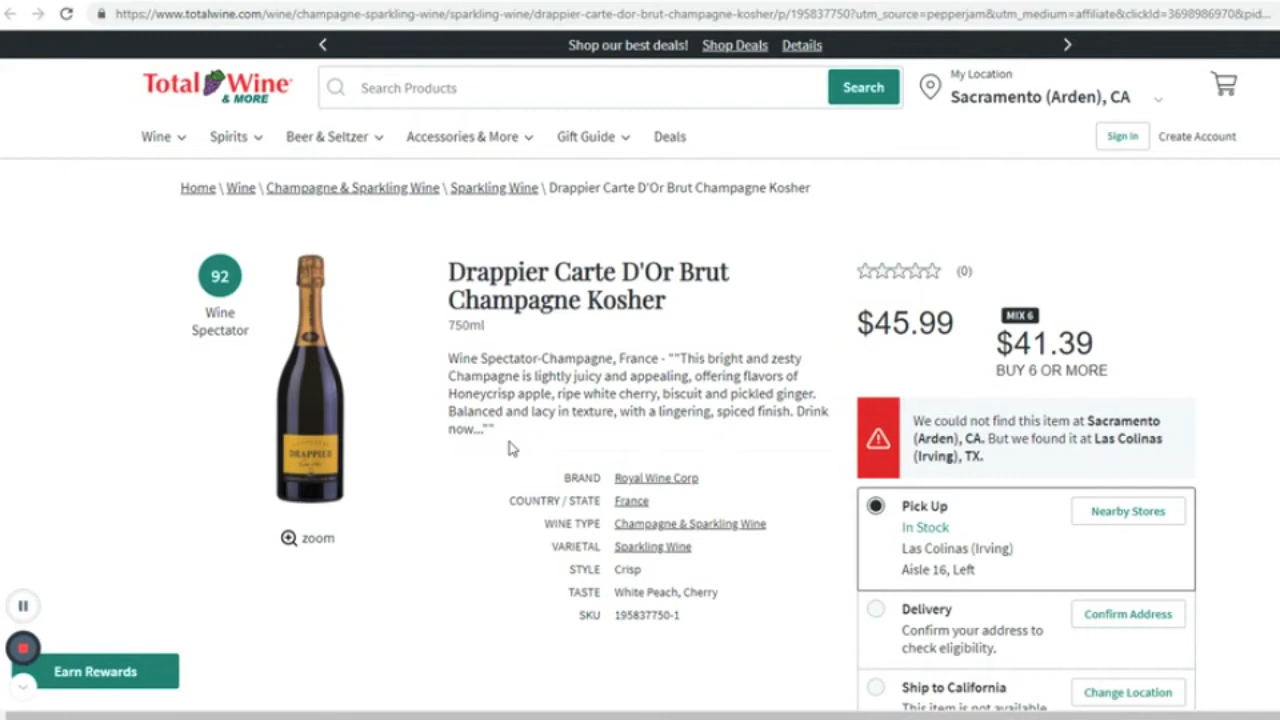 https://www.totalwine.com/wine/champagne-sparkling-wine/sparkling-wine/drappier-carte-dor-brut-champagne-kosher/p/195837750?utm_source=pepperjam&utm_medium=affiliate&clickId=3698986970&pid...
Shop our best deals! Shop Deals Details
Total Wine
& MORE
Search Products
Search
My Location
Sacramento (Arden), CA
Wine Spirits Beer & Seltzer Accessories & More Gift Guide Deals
Sign In Create Account
Home \ Wine \ Champagne & Sparkling Wine \ Sparkling Wine \ Drappier Carte D'Or Brut Champagne Kosher
92
Wine
Spectator
DRAPPIER
zoom
Drappier Carte D'Or Brut
Champagne Kosher
750ml
Wine Spectator-Champagne, France - ""This bright and zesty
Champagne is lightly juicy and appealing, offering flavors of
Honeycrisp apple, ripe white cherry, biscuit and pickled ginger.
Balanced and lacy in texture, with a lingering, spiced finish. Drink
now...""
BRAND Royal Wine Corp
COUNTRY / STATE France
WINE TYPE Champagne & Sparkling Wine
VARIETAL Sparkling Wine
STYLE Crisp
TASTE White Peach, Cherry
SKU 195837750-1
(0)
$45.99
MIX 6
$41.39
BUY 6 OR MORE
We could not find this item at Sacramento
(Arden), CA. But we found it at Las Colinas
(Irving), TX.
Pick Up
In Stock
Las Colinas (Irving)
Aisle 16, Left
Nearby Stores
Delivery
Confirm your address to
check eligibility.
Confirm Address
Ship to California
This item is not available
Change Location
Earn Rewards